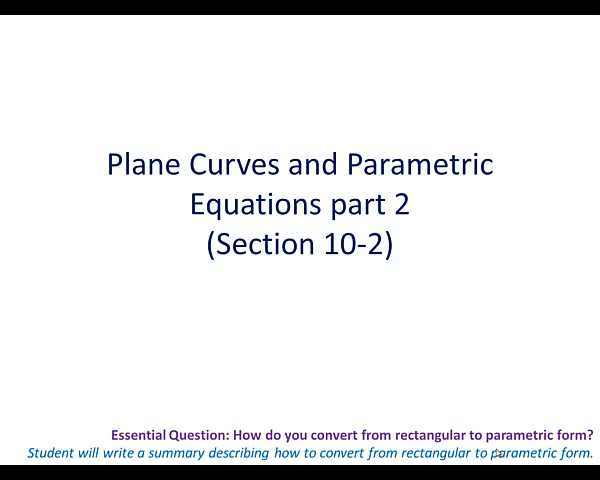 Plane Curves and Parametric
Equations part 2
(Section 10-2)
Essential Question: How do you convert from rectangular to parametric form?
Student will write a summary describing how to convert from rectangular to parametric form.